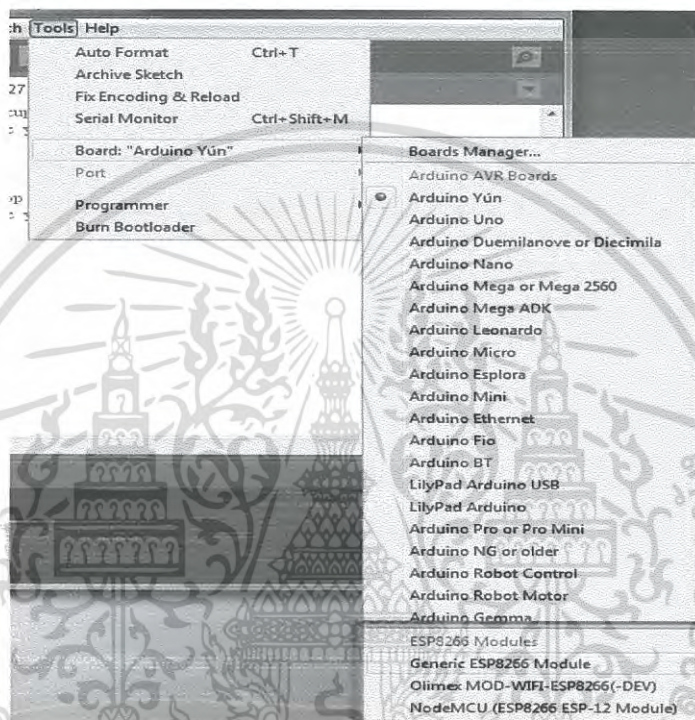 Tools Help
Auto Format Ctrl+T
Archive Sketch
Fix Encoding & Reload
Serial Monitor Ctrl+Shift+M
Board: "Arduino Yún"
Port
Programmer
Burn Bootloader
Boards Manager...
Arduino AVR Boards
Arduino Yún
Arduino Uno
Arduino Duemilanove or Diecimila
Arduino Nano
Arduino Mega or Mega 2560
Arduino Mega ADK
Arduino Leonardo
Arduino Micro
Arduino Esplora
Arduino Mini
Arduino Ethernet
Arduino Fio
Arduino BT
LilyPad Arduino USB
LilyPad Arduino
Arduino Pro or Pro Mini
Arduino NG or older
Arduino Robot Control
Arduino Robot Motor
Arduino Gemma
ESP8266 Modules
Generic ESP8266 Module
Olimex MOD-WIFI-ESP8266(-DEV)
NodeMCU (ESP8266 ESP-12 Module)